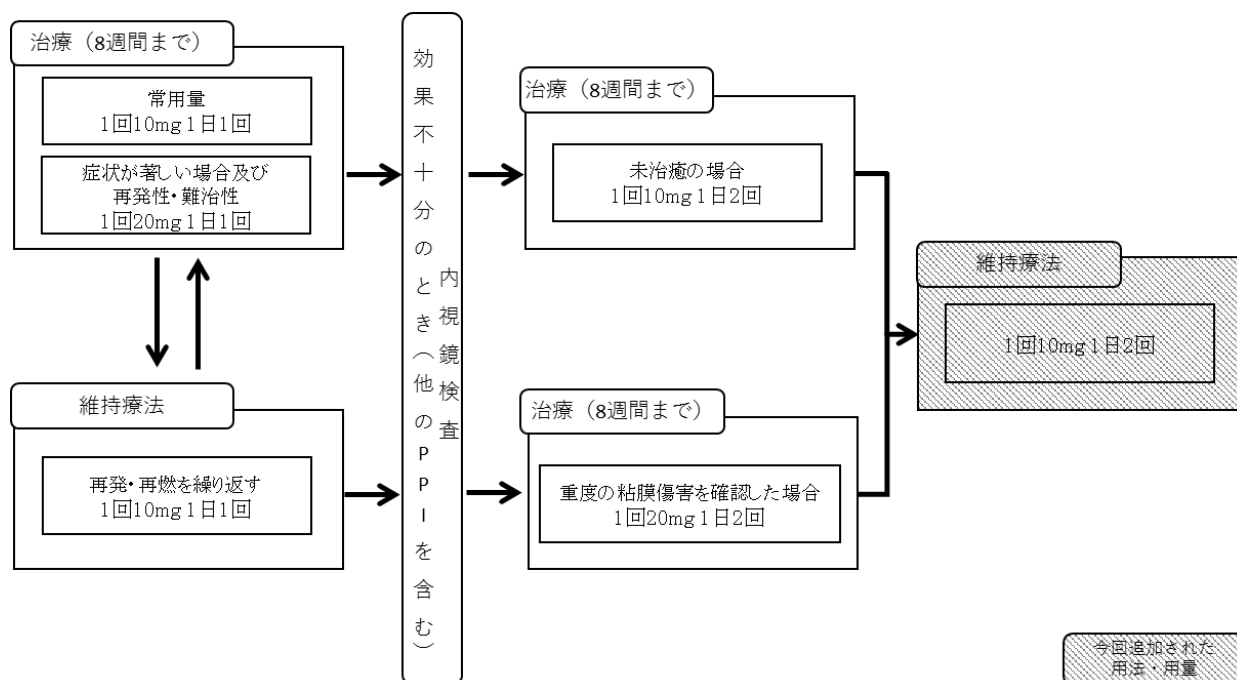 治療（8週間まで）
常用量
1回10mg 1日1回
症状が著しい場合及び
再発性・難治性
1回20mg 1日1回
維持療法
再発・再燃を繰り返す
1回10mg 1日1回
効果不十分のとき（他のPPIを含む）
内視鏡検査
治療（8週間まで）
未治癒の場合
1回10mg 1日2回
治療（8週間まで）
重度の粘膜傷害を確認した場合
1回20mg 1日2回
維持療法
1回10mg 1日2回
今回追加された
用法・用量